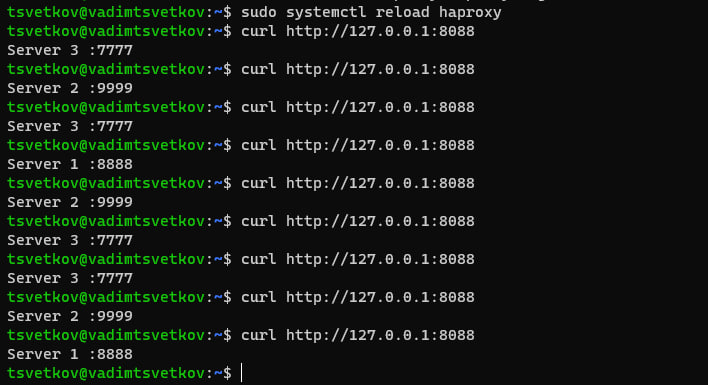 tsvetkov@vadimtsvetkov:~$ sudo systemctl reload haproxy
tsvetkov@vadimtsvetkov:~$ curl http://127.0.0.1:8088
Server 3 :7777
tsvetkov@vadimtsvetkov:~$ curl http://127.0.0.1:8088
Server 2 :9999
tsvetkov@vadimtsvetkov:~$ curl http://127.0.0.1:8088
Server 3 :7777
tsvetkov@vadimtsvetkov:~$ curl http://127.0.0.1:8088
Server 1 :8888
tsvetkov@vadimtsvetkov:~$ curl http://127.0.0.1:8088
Server 2 :9999
tsvetkov@vadimtsvetkov:~$ curl http://127.0.0.1:8088
Server 3 :7777
tsvetkov@vadimtsvetkov:~$ curl http://127.0.0.1:8088
Server 3 :7777
tsvetkov@vadimtsvetkov:~$ curl http://127.0.0.1:8088
Server 2 :9999
tsvetkov@vadimtsvetkov:~$ curl http://127.0.0.1:8088
Server 1 :8888
tsvetkov@vadimtsvetkov:~$